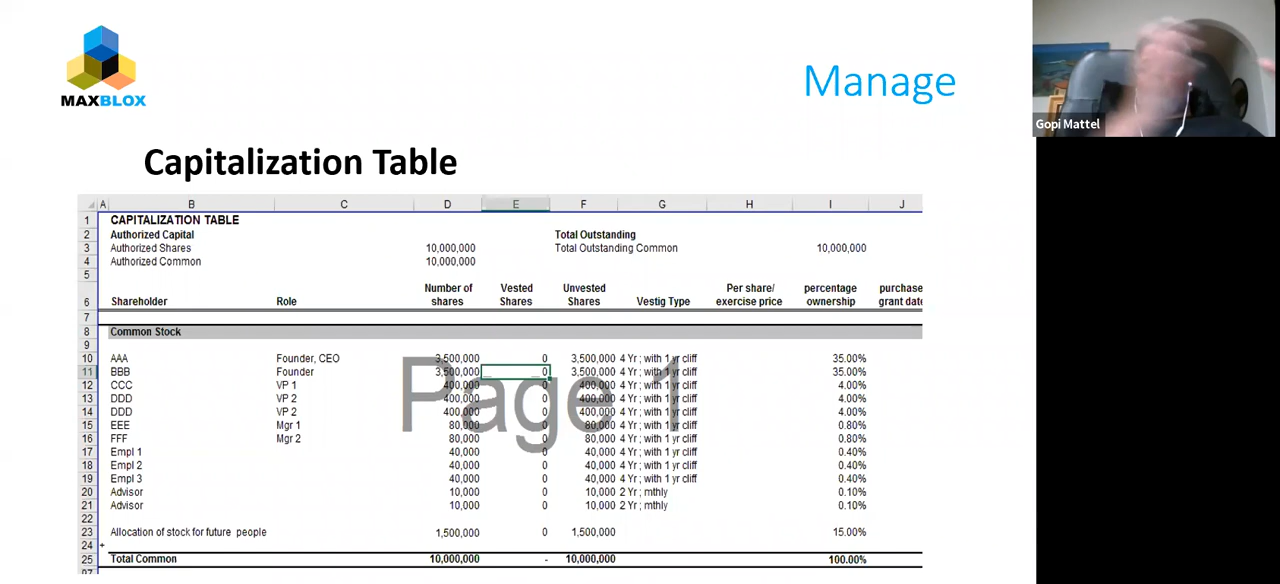 MAXBLOX
Manage
Gopi Mattel
Capitalization Table
A B C D E F G H I J
1 CAPITALIZATION TABLE
2 Authorized Capital Total Outstanding
3 Authorized Shares 10,000,000 Total Outstanding Common 10,000,000
4 Authorized Common 10,000,000
5
Number of Vested Unvested Per share/ percentage purchase
6 Shareholder Role shares Shares Shares Vestig Type exercise price ownership grant date
7
8 Common Stock
9
10 AAA Founder, CEO 3,500,000 0 3,500,000 4 Yr ; with 1 yr cliff 35.00%
11 BBB Founder 3,500,000 0 3,500,000 4 Yr ; with 1 yr cliff 35.00%
12 CCC VP 1 400,000 0 400,000 4 Yr ; with 1 yr cliff 4.00%
13 DDD VP 2 400,000 0 400,000 4 Yr ; with 1 yr cliff 4.00%
14 DDD VP 2 400,000 0 400,000 4 Yr ; with 1 yr cliff 4.00%
15 EEE Mgr 1 80,000 0 80,000 4 Yr ; with 1 yr cliff 0.80%
16 FFF Mgr 2 80,000 0 80,000 4 Yr ; with 1 yr cliff 0.80%
17 Empl 1 40,000 0 40,000 4 Yr ; with 1 yr cliff 0.40%
18 Empl 2 40,000 0 40,000 4 Yr ; with 1 yr cliff 0.40%
19 Empl 3 40,000 0 40,000 4 Yr ; with 1 yr cliff 0.40%
20 Advisor 10,000 0 10,000 2 Yr ; mthly 0.10%
21 Advisor 10,000 0 10,000 2 Yr ; mthly 0.10%
22
23 Allocation of stock for future people 1,500,000 0 1,500,000 15.00%
24 +
25 Total Common 10,000,000 - 10,000,000 100.00%
Page 1